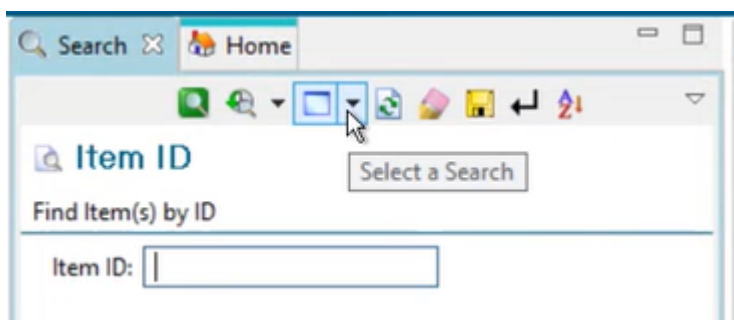 Search Home
Item ID
Select a Search
Find Item(s) by ID
Item ID: